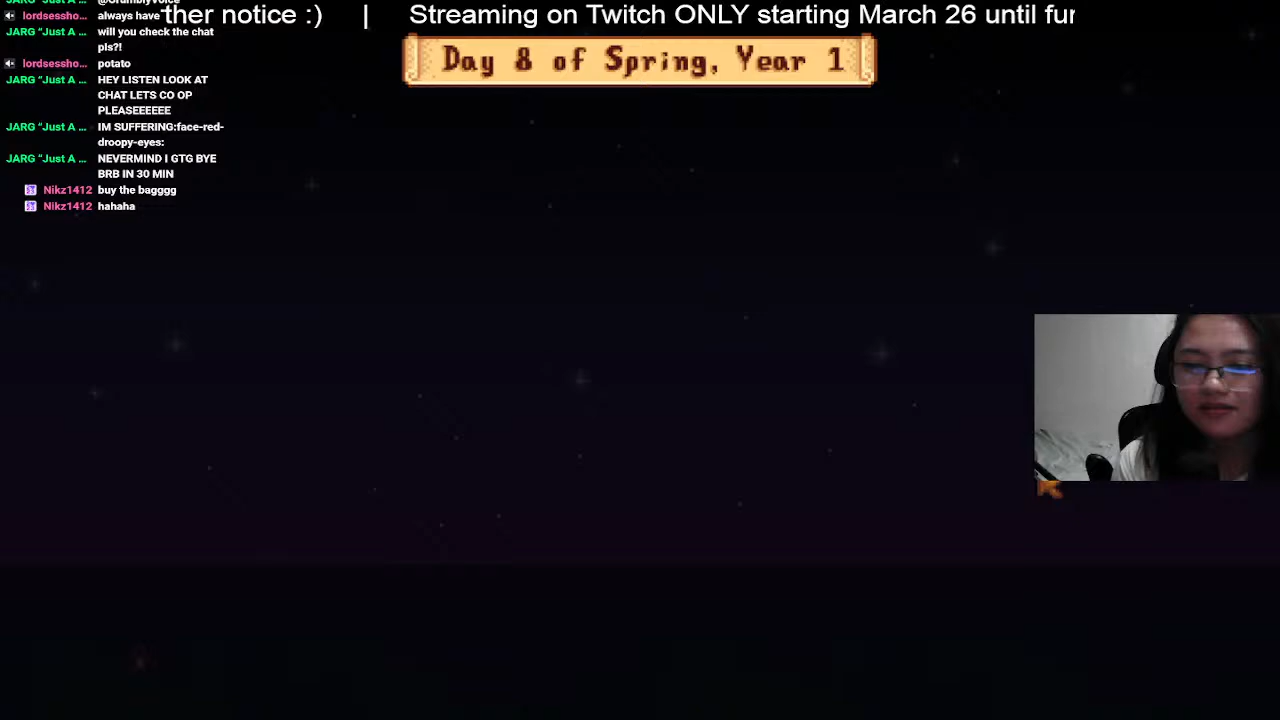 @GrumblyVoice
lordsessho... always have
ther notice :) | Streaming on Twitch ONLY starting March 26 until fur
JARG "Just A ... will you check the chat
pls?!
lordsessho... potato
JARG "Just A ... HEY LISTEN LOOK AT
CHAT LETS CO OP
PLEASEEEEEE
JARG "Just A ... IM SUFFERING:face-red-
droopy-eyes:
JARG "Just A ... NEVERMIND I GTG BYE
BRB IN 30 MIN
Nikz1412 buy the bagggg
Nikz1412 hahaha
Day 8 of Spring, Year 1